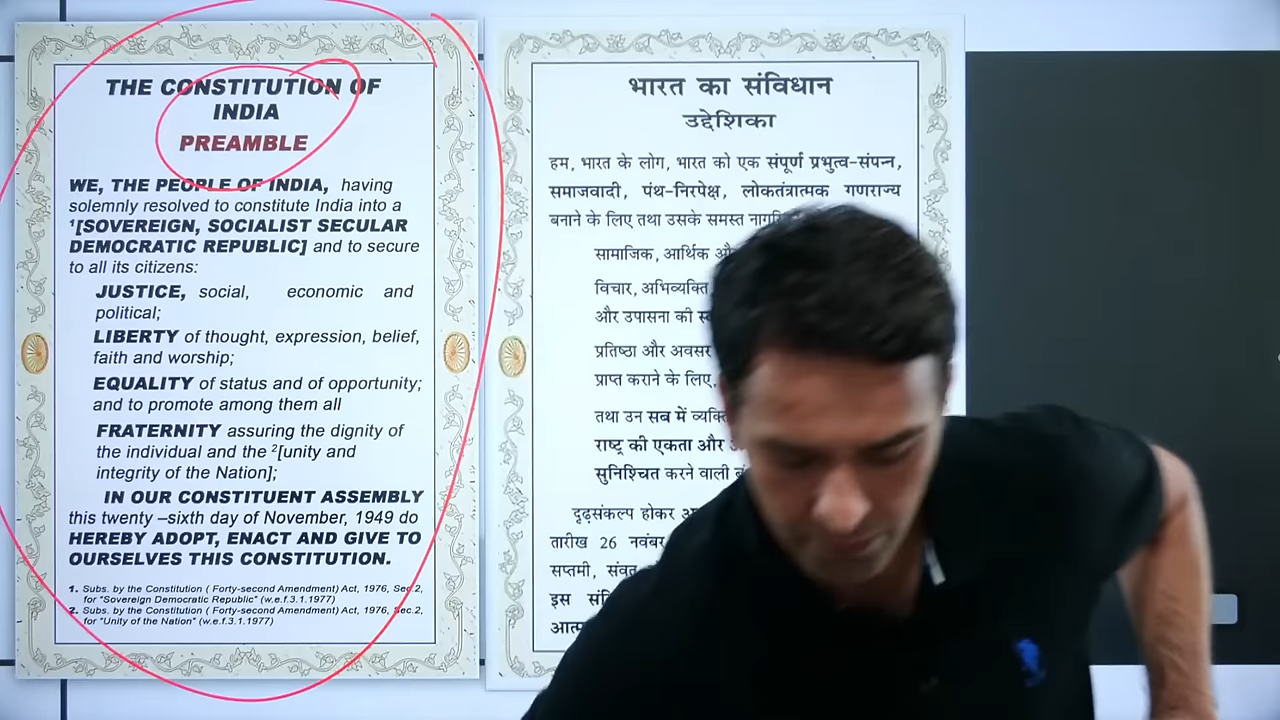 THE CONSTITUTION OF
INDIA
PREAMBLE
WE, THE PEOPLE OF INDIA, having
solemnly resolved to constitute India into a
¹[SOVEREIGN, SOCIALIST SECULAR
DEMOCRATIC REPUBLIC] and to secure
to all its citizens:
JUSTICE, social, economic and
political;
LIBERTY of thought, expression, belief,
faith and worship;
EQUALITY of status and of opportunity;
and to promote among them all
FRATERNITY assuring the dignity of
the individual and the ²[unity and
integrity of the Nation];
IN OUR CONSTITUENT ASSEMBLY
this twenty –sixth day of November, 1949 do
HEREBY ADOPT, ENACT AND GIVE TO
OURSELVES THIS CONSTITUTION.
1. Subs. by the Constitution ( Forty-second Amendment) Act, 1976, Sec.2,
for "Sovereign Democratic Republic" (w.e.f.3.1.1977)
2. Subs. by the Constitution ( Forty-second Amendment) Act, 1976, Sec.2,
for "Unity of the Nation" (w.e.f.3.1.1977)
भारत का संविधान
उद्देशिका
हम, भारत के लोग, भारत को एक संपूर्ण प्रभुत्व-संपन्न,
समाजवादी, पंथ-निरपेक्ष, लोकतंत्रात्मक गणराज्य
बनाने के लिए तथा उसके समस्त
सामाजिक, आर्थिक
विचार, अभिव्यक्ति
और उपासना की
प्रतिष्ठा और अवसर
प्राप्त कराने के लिए,
तथा उन सब में
राष्ट्र की एकता और
सुनिश्चित करने वाली
दृढ़संकल्प होकर
तारीख 26 नवंबर
सप्तमी, संवत्
इस